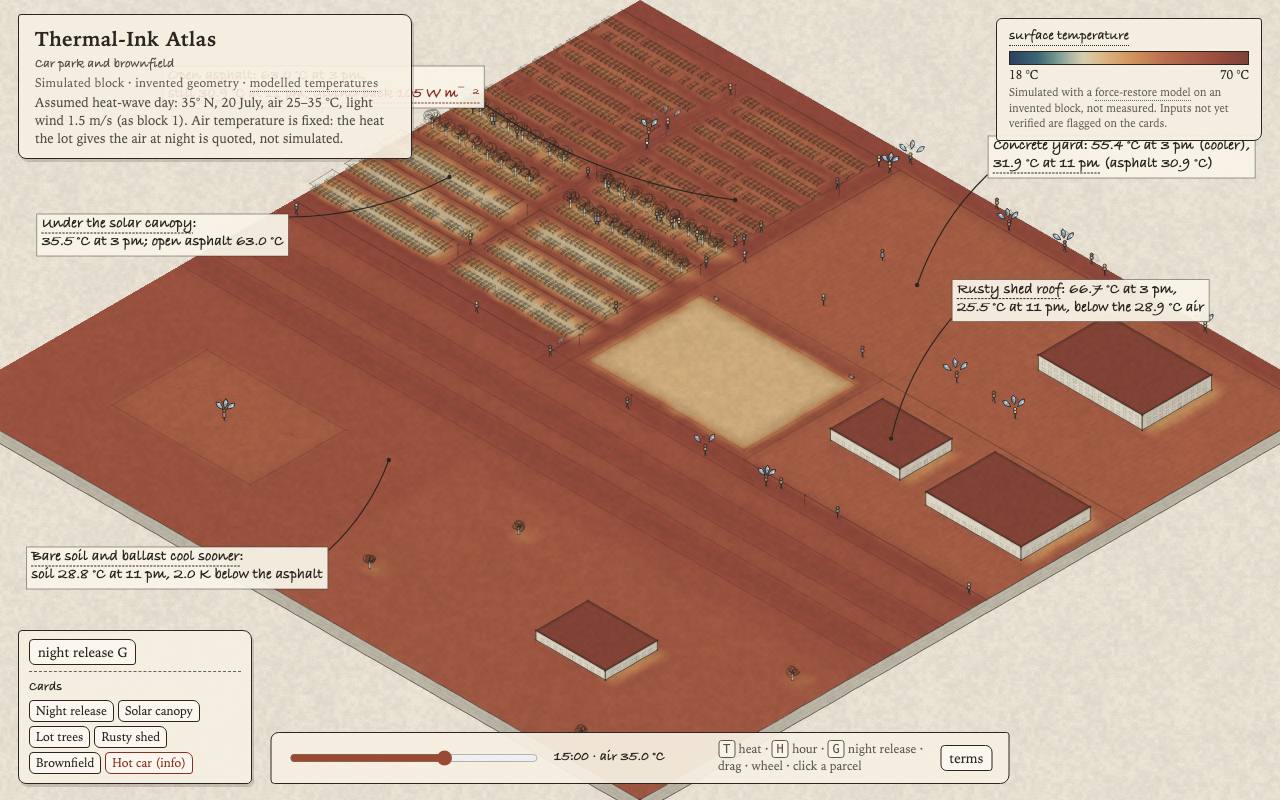 Thermal-Ink Atlas
Car park and brownfield
Simulated block · invented geometry · modelled temperatures
Assumed heat-wave day: 35° N, 20 July, air 25–35 °C, light
wind 1.5 m/s (as block 1). Air temperature is fixed: the heat
the lot gives the air at night is quoted, not simulated.
5 W m⁻²
surface temperature
18 °C
70 °C
Simulated with a force-restore model on an
invented block, not measured. Inputs not yet
verified are flagged on the cards.
Concrete yard: 55.4 °C at 3 pm (cooler),
31.9 °C at 11 pm (asphalt 30.9 °C)
Under the solar canopy:
35.5 °C at 3 pm; open asphalt 63.0 °C
Rusty shed roof: 66.7 °C at 3 pm,
25.5 °C at 11 pm, below the 28.9 °C air
Bare soil and ballast cool sooner:
soil 28.8 °C at 11 pm, 2.0 K below the asphalt
night release G
Cards
Night release
Solar canopy
Lot trees
Rusty shed
Brownfield
Hot car (info)
15:00 · air 35.0 °C
T heat · H hour · G night release ·
drag · wheel · click a parcel
terms